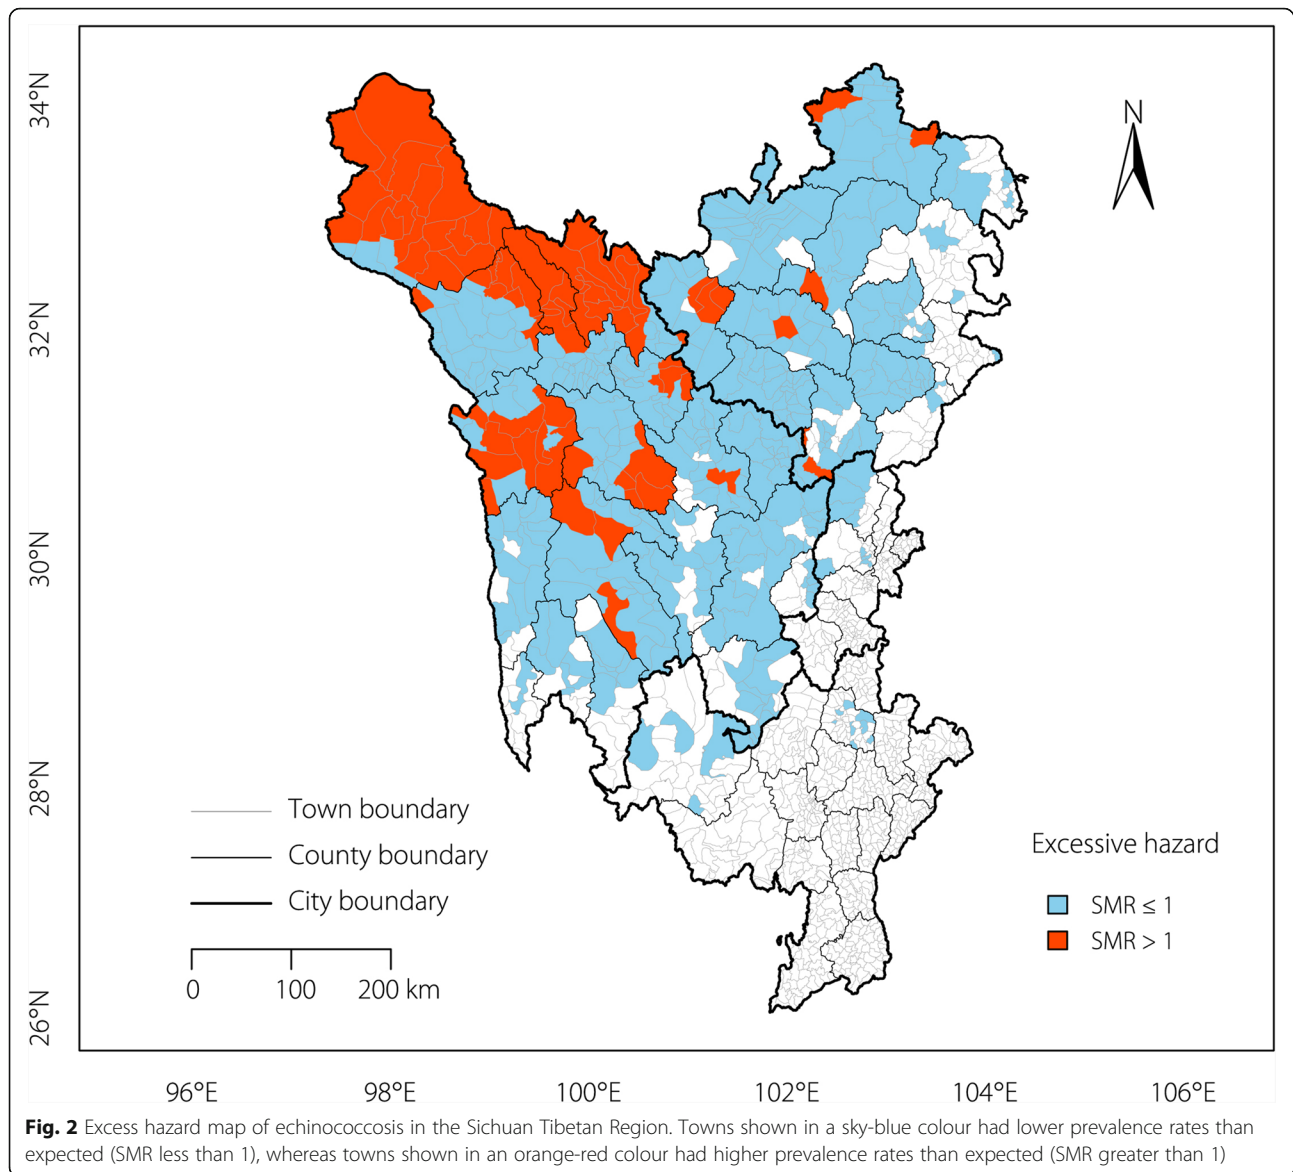 34°N
32°N
30°N
28°N
26°N
N
Town boundary
County boundary
City boundary
0 100 200 km
Excessive hazard
SMR ≤ 1
SMR > 1
96°E 98°E 100°E 102°E 104°E 106°E
Fig. 2 Excess hazard map of echinococcosis in the Sichuan Tibetan Region. Towns shown in a sky-blue colour had lower prevalence rates than
expected (SMR less than 1), whereas towns shown in an orange-red colour had higher prevalence rates than expected (SMR greater than 1)